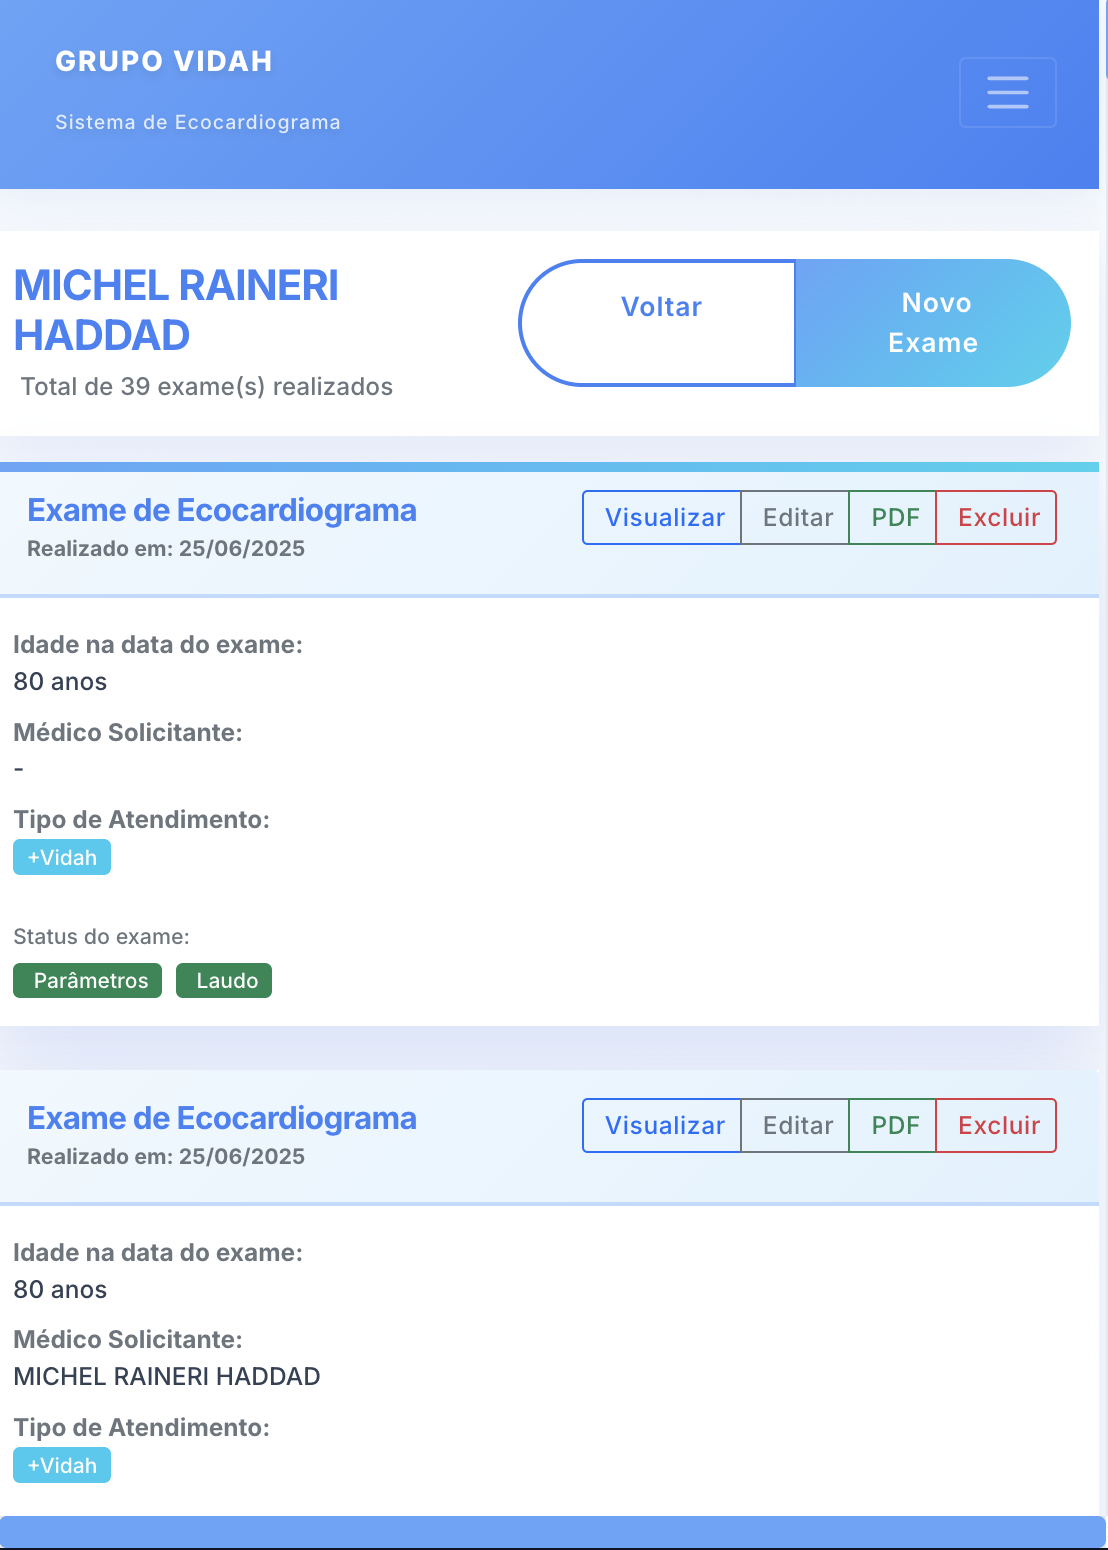 GRUPO VIDAH
Sistema de Ecocardiograma
MICHEL RAINERI
HADDAD
Total de 39 exame(s) realizados
Voltar
Novo
Exame
Exame de Ecocardiograma
Realizado em: 25/06/2025
Visualizar
Editar
PDF
Excluir
Idade na data do exame:
80 anos
Médico Solicitante:
-
Tipo de Atendimento:
+Vidah
Status do exame:
Parâmetros
Laudo
Exame de Ecocardiograma
Realizado em: 25/06/2025
Visualizar
Editar
PDF
Excluir
Idade na data do exame:
80 anos
Médico Solicitante:
MICHEL RAINERI HADDAD
Tipo de Atendimento:
+Vidah